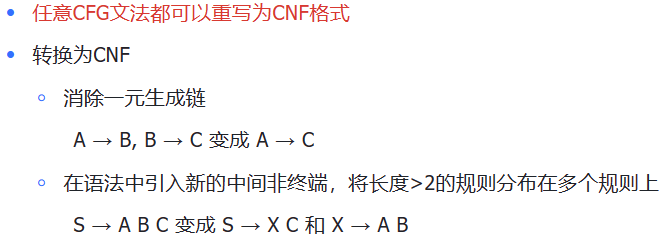 任意CFG文法都可以重写为CNF格式
转换为CNF
消除一元生成链
A → B, B → C 变成 A → C
在语法中引入新的中间非终端，将长度>2的规则分布在多个规则上
S → A B C 变成 S → X C 和 X → A B